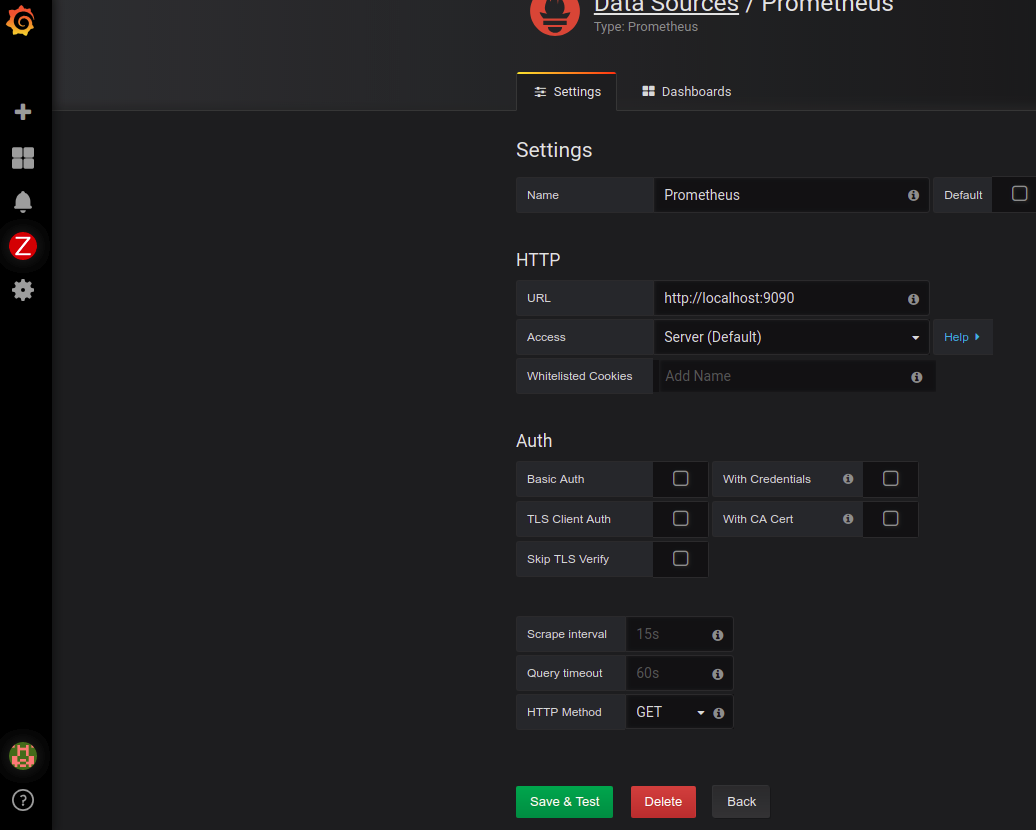 Data Sources / Prometheus
Type: Prometheus
Settings
Dashboards
Settings
Name
Prometheus
Default
HTTP
URL
http://localhost:9090
Access
Server (Default)
Help
Whitelisted Cookies
Add Name
Auth
Basic Auth
With Credentials
TLS Client Auth
With CA Cert
Skip TLS Verify
Scrape interval
15s
Query timeout
60s
HTTP Method
GET
Save & Test
Delete
Back
Z
?